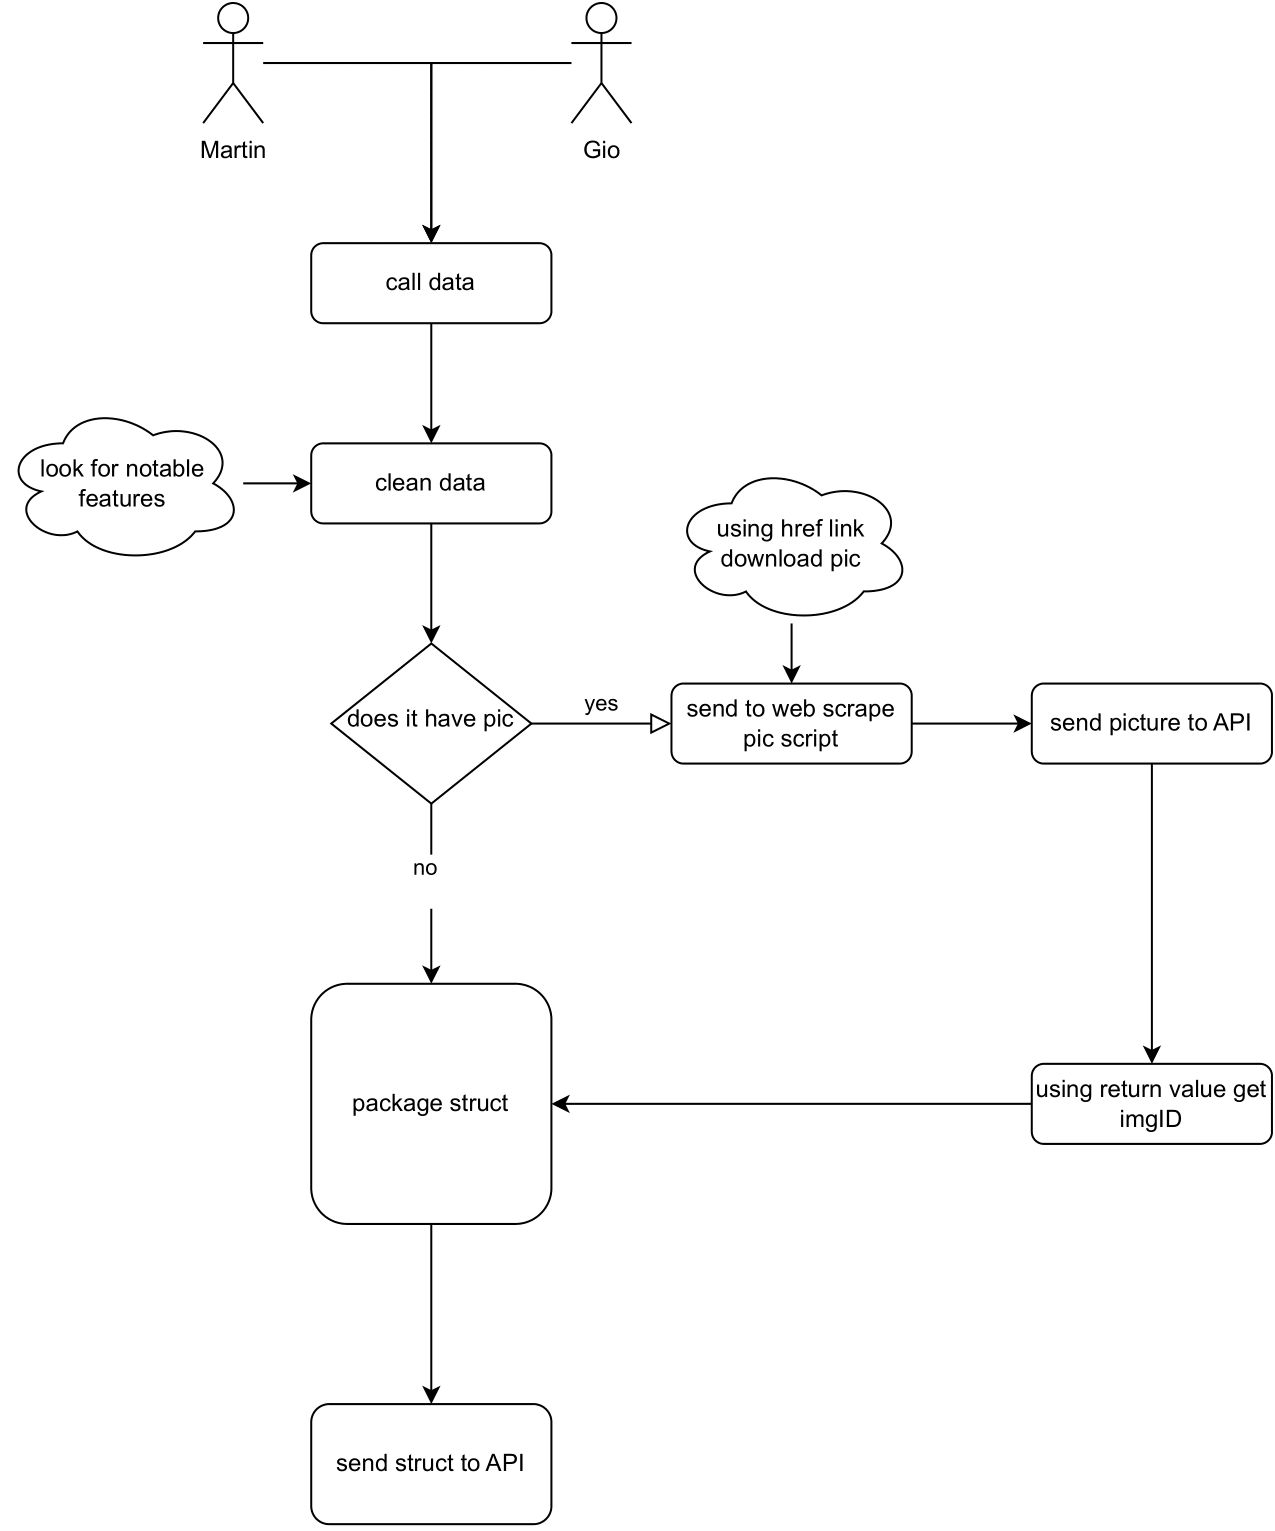 Martin
Gio
call data
look for notable
features
clean data
using href link
download pic
does it have pic
yes
send to web scrape
pic script
send picture to API
no
package struct
using return value get
imgID
send struct to API